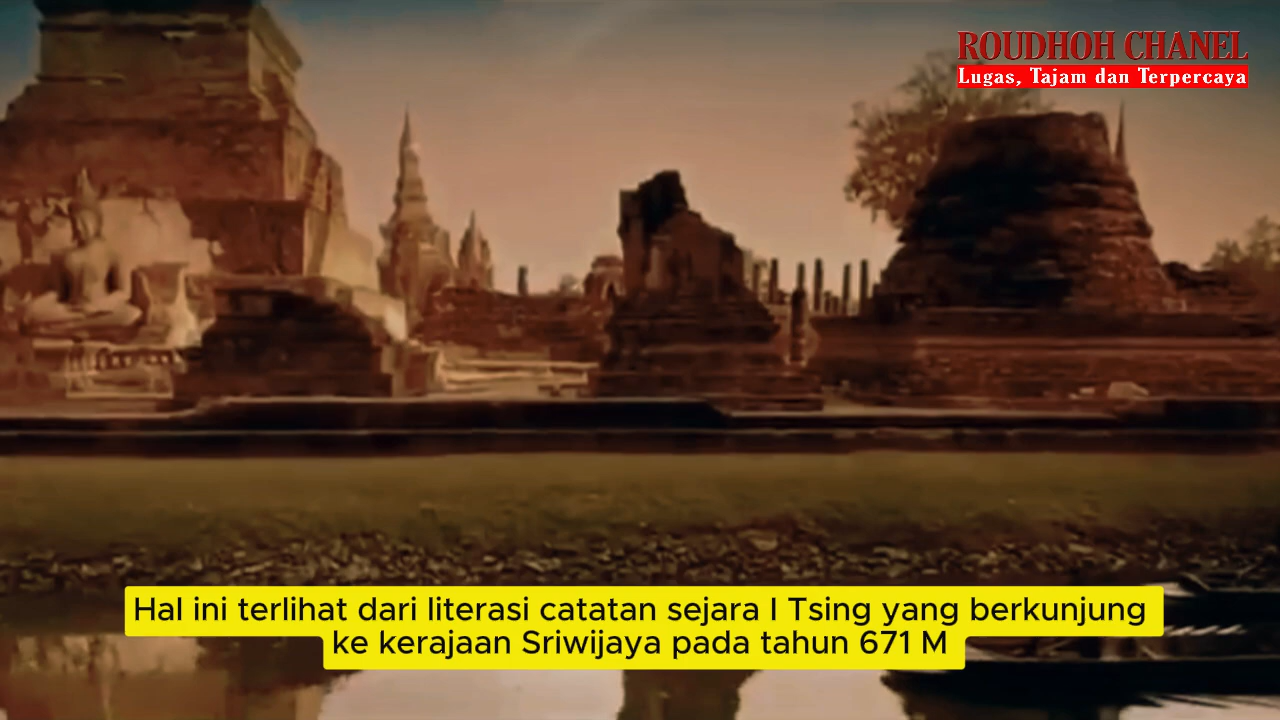 ROUDHOH CHANEL
Lugas, Tajam dan Terpercaya
Hal ini terlihat dari literasi catatan sejara I Tsing yang berkunjung
ke kerajaan Sriwijaya pada tahun 671 M